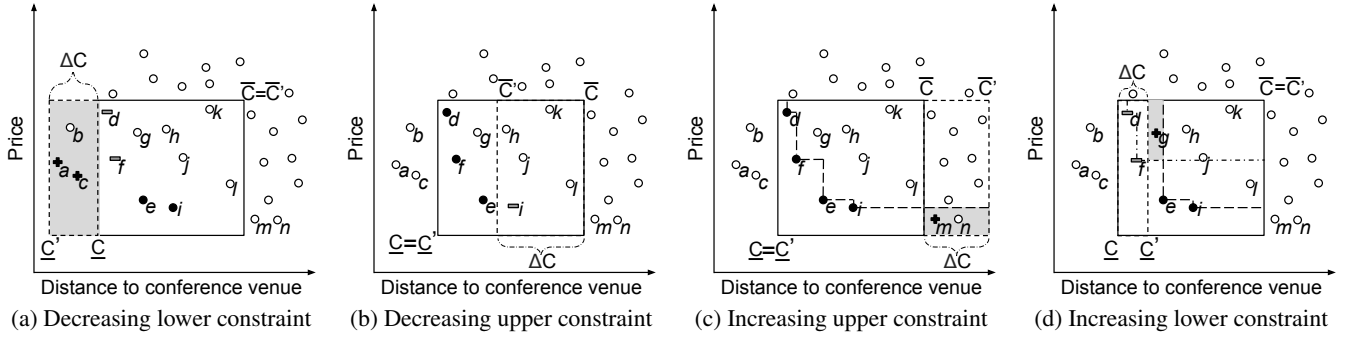 Price
ΔC
C̅=C̅'
b
a
c
d
f
g
h
j
k
l
e
i
m
n
C̲'
C̲
Distance to conference venue
(a) Decreasing lower constraint
Price
C̅'
C̅
b
a
c
d
f
g
h
j
k
l
e
i
m
n
C̲=C̲'
ΔC
Distance to conference venue
(b) Decreasing upper constraint
Price
C̅
C̅'
b
a
c
d
f
g
h
j
k
l
e
i
m
n
C̲=C̲'
ΔC
Distance to conference venue
(c) Increasing upper constraint
Price
ΔC
C̅=C̅'
b
a
c
d
f
g
h
j
k
l
e
i
m
n
C̲
C̲'
Distance to conference venue
(d) Increasing lower constraint